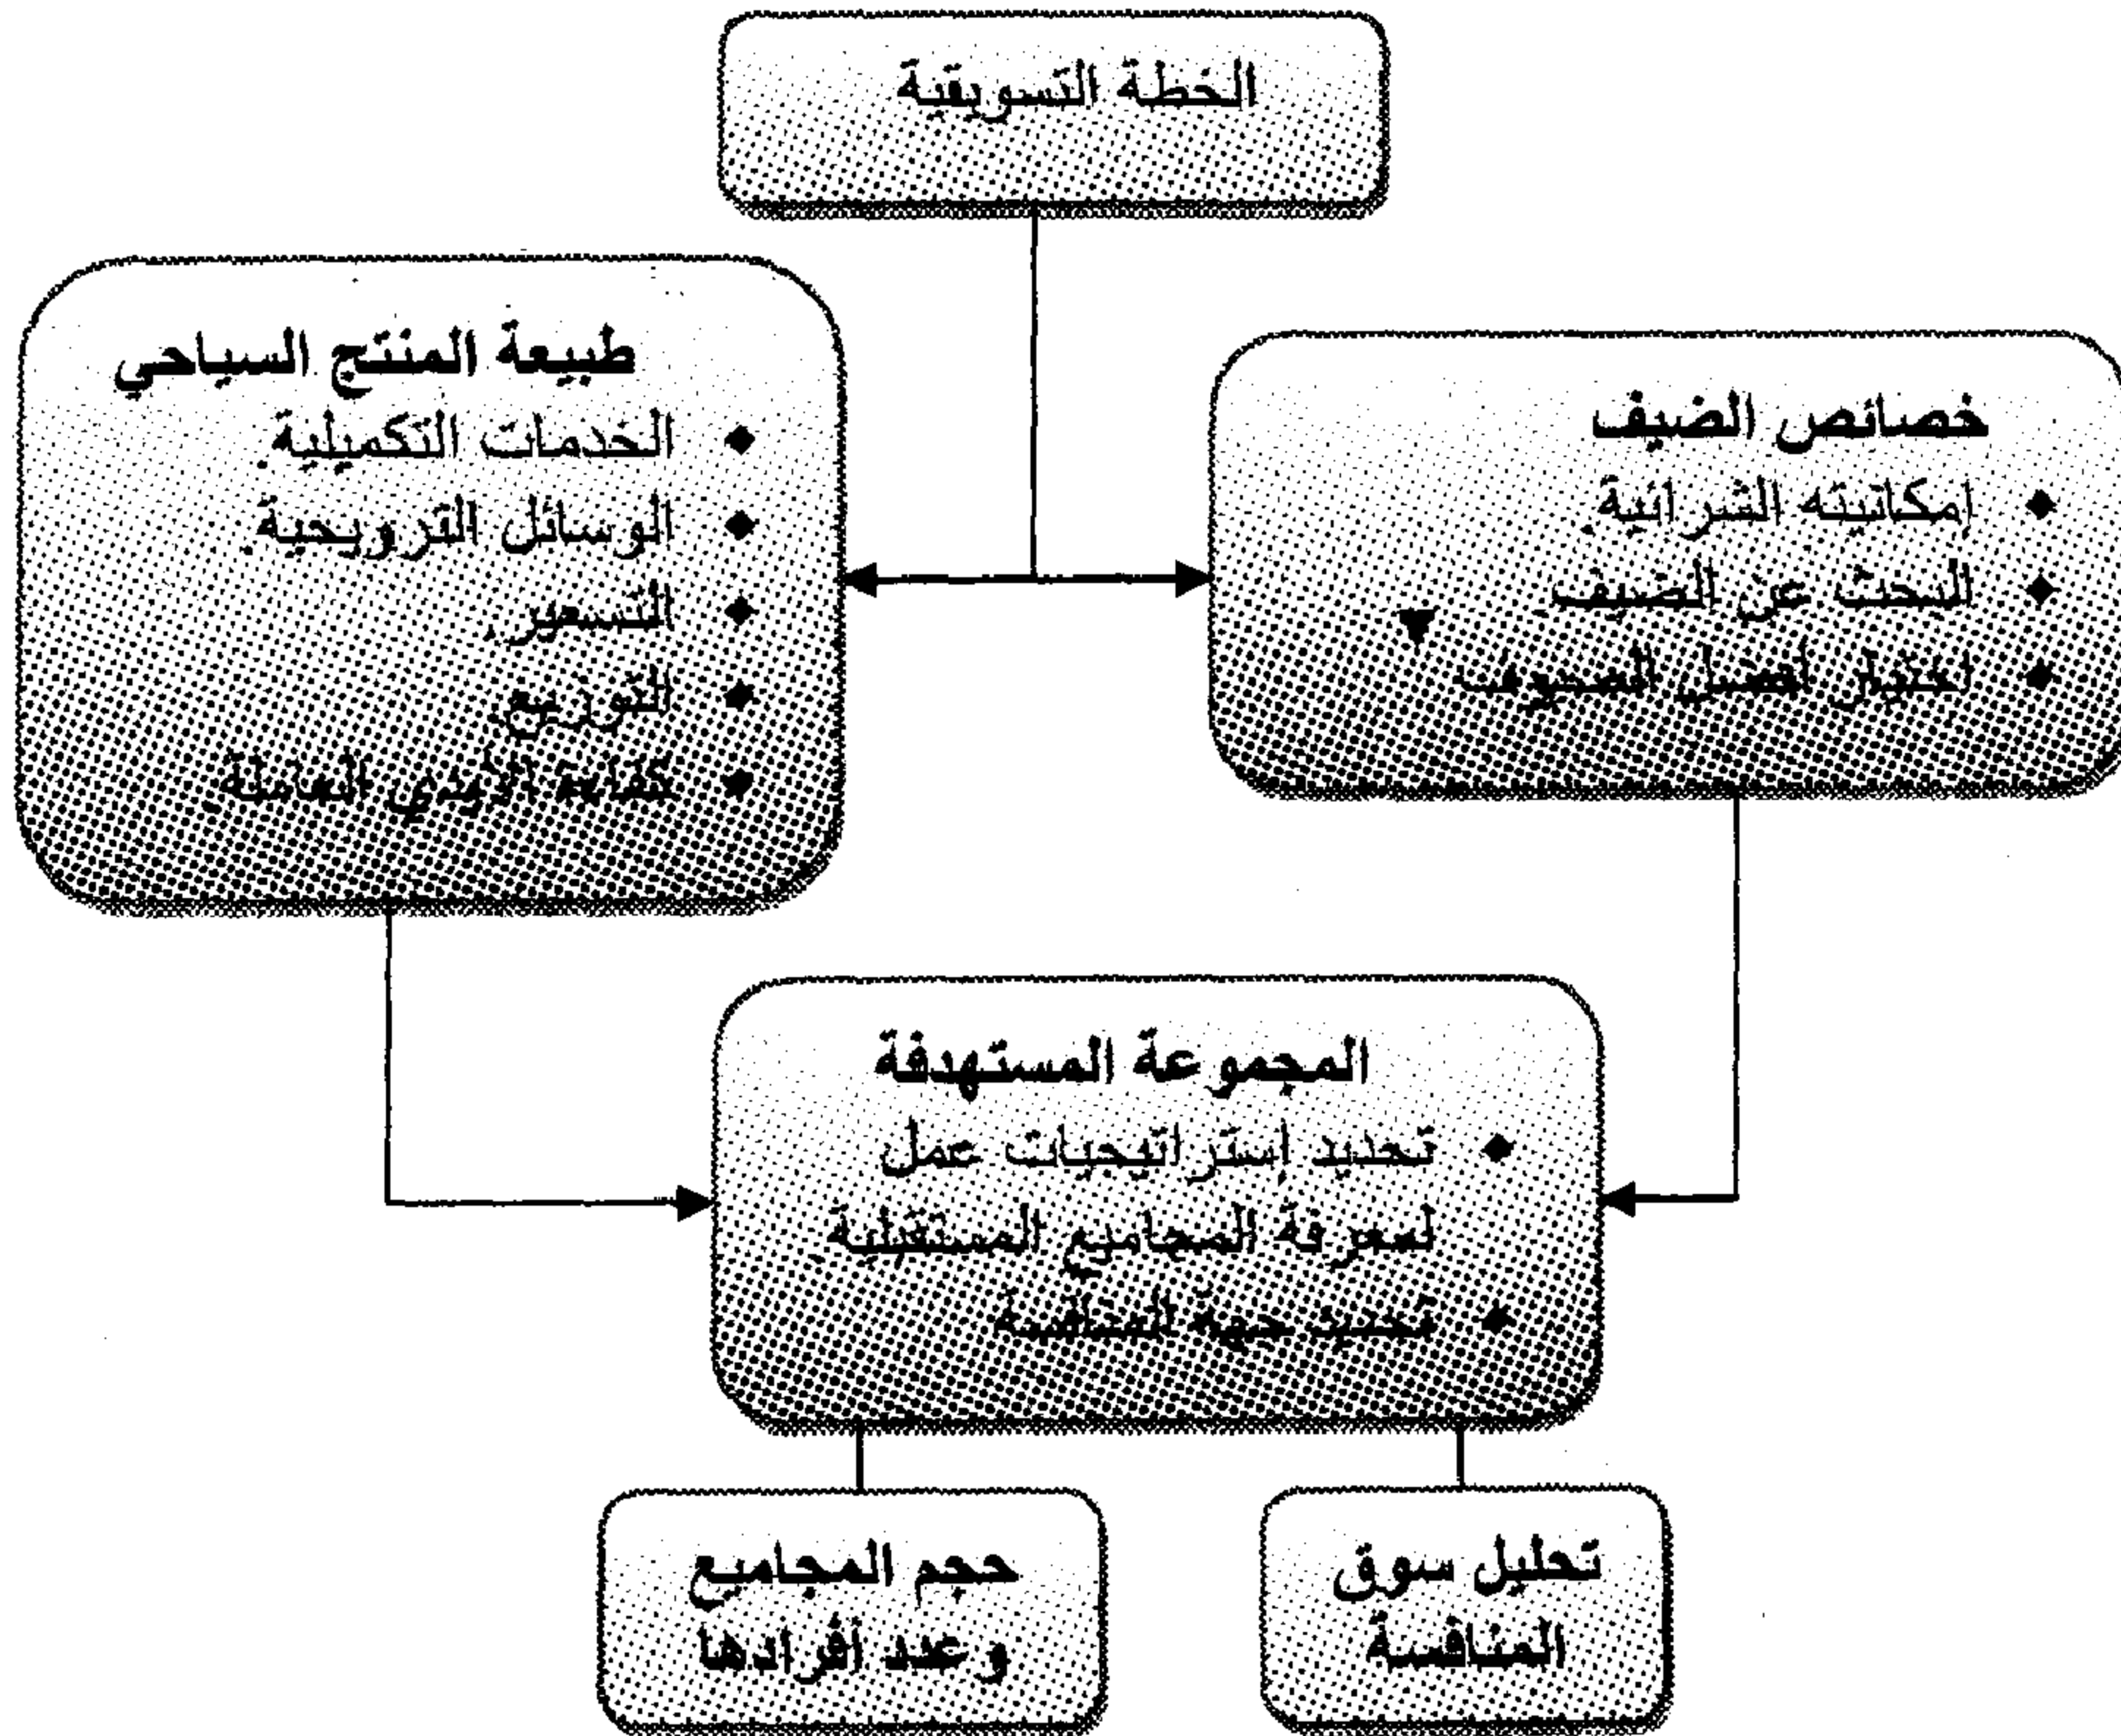 الخطة التسويقية
خصائص الضيف
إمكانيته الشرائية.
البحث عن الضيف.
اختيار أفضل الضيوف
طبيعة المنتج السياحي
الخدمات التكميلية.
الوسائل الترويحية.
التسعير.
التوزيع.
كفاءة الأيدي العاملة.
المجموعة المستهدفة
تحديد إستراتيجيات عمل
لمعرفة المجاميع المستقبلية.
تحديد جهة المنافسة
تحليل سوق
المنافسة
حجم المجاميع
وعدد أفرادها